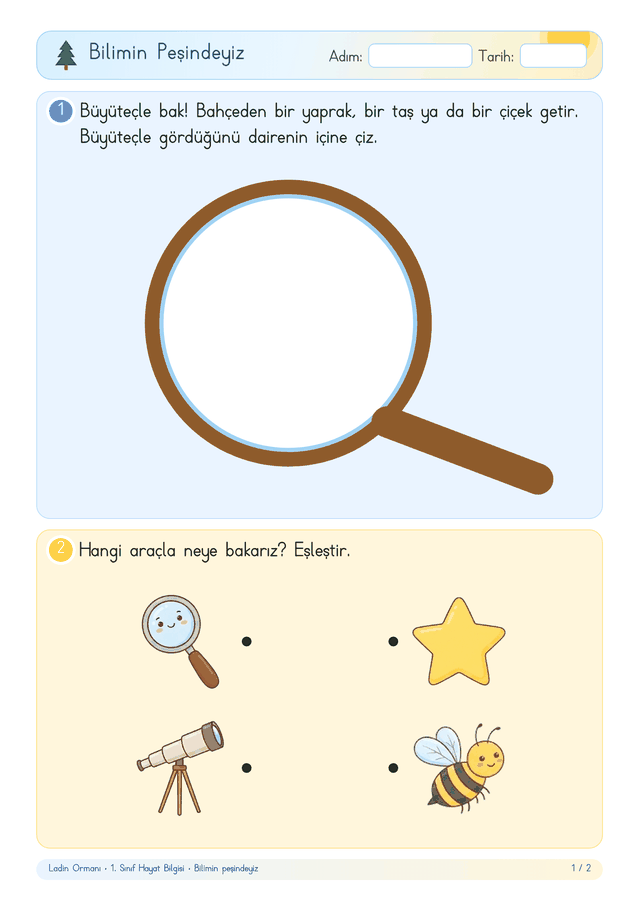 Bilimin Peşindeyiz
Adım:
Tarih:
1 Büyüteçle bak! Bahçeden bir yaprak, bir taş ya da bir çiçek getir.
Büyüteçle gördüğünü dairenin içine çiz.
2 Hangi araçla neye bakarız? Eşleştir.
Ladin Ormanı • 1. Sınıf Hayat Bilgisi • Bilimin peşindeyiz
1 / 2